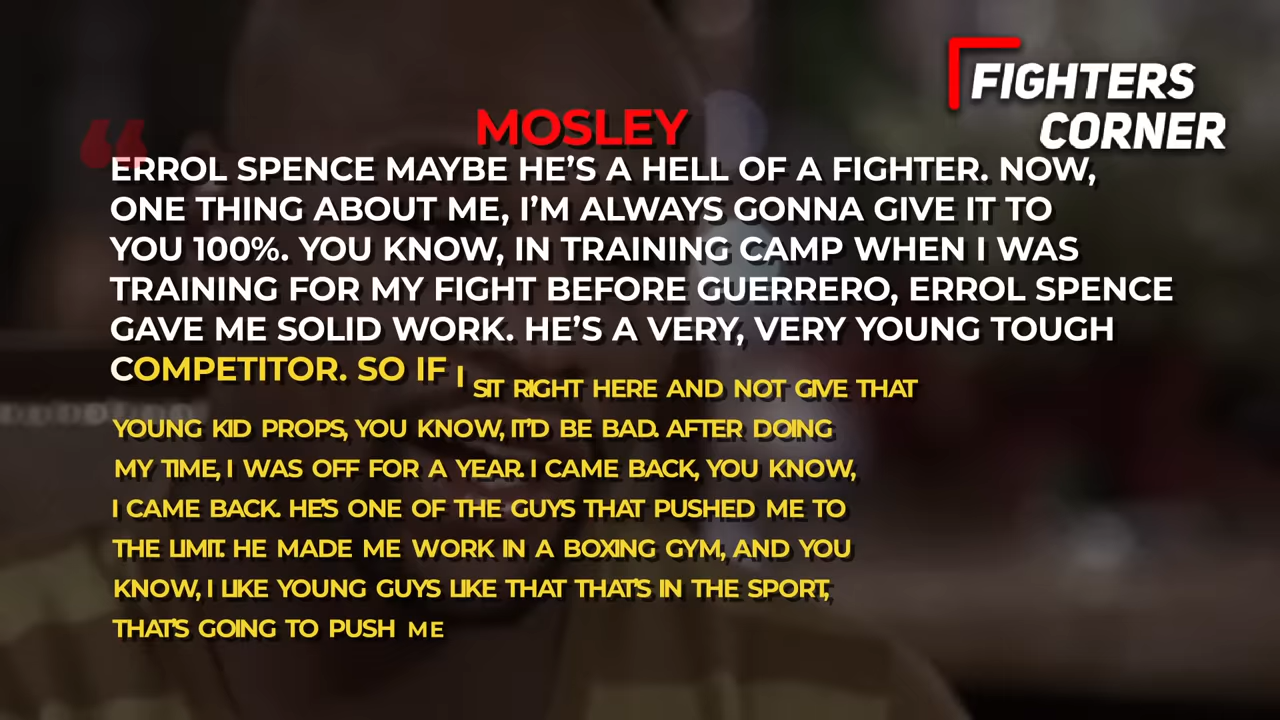 FIGHTERS
CORNER
MOSLEY
“
ERROL SPENCE MAYBE HE’S A HELL OF A FIGHTER. NOW,
ONE THING ABOUT ME, I’M ALWAYS GONNA GIVE IT TO
YOU 100%. YOU KNOW, IN TRAINING CAMP WHEN I WAS
TRAINING FOR MY FIGHT BEFORE GUERRERO, ERROL SPENCE
GAVE ME SOLID WORK. HE’S A VERY, VERY YOUNG TOUGH
COMPETITOR. SO IF I SIT RIGHT HERE AND NOT GIVE THAT
YOUNG KID PROPS, YOU KNOW, IT’D BE BAD. AFTER DOING
MY TIME, I WAS OFF FOR A YEAR. I CAME BACK, YOU KNOW,
I CAME BACK. HE’S ONE OF THE GUYS THAT PUSHED ME TO
THE LIMIT. HE MADE ME WORK IN A BOXING GYM, AND YOU
KNOW, I LIKE YOUNG GUYS LIKE THAT THAT’S IN THE SPORT,
THAT’S GOING TO PUSH ME